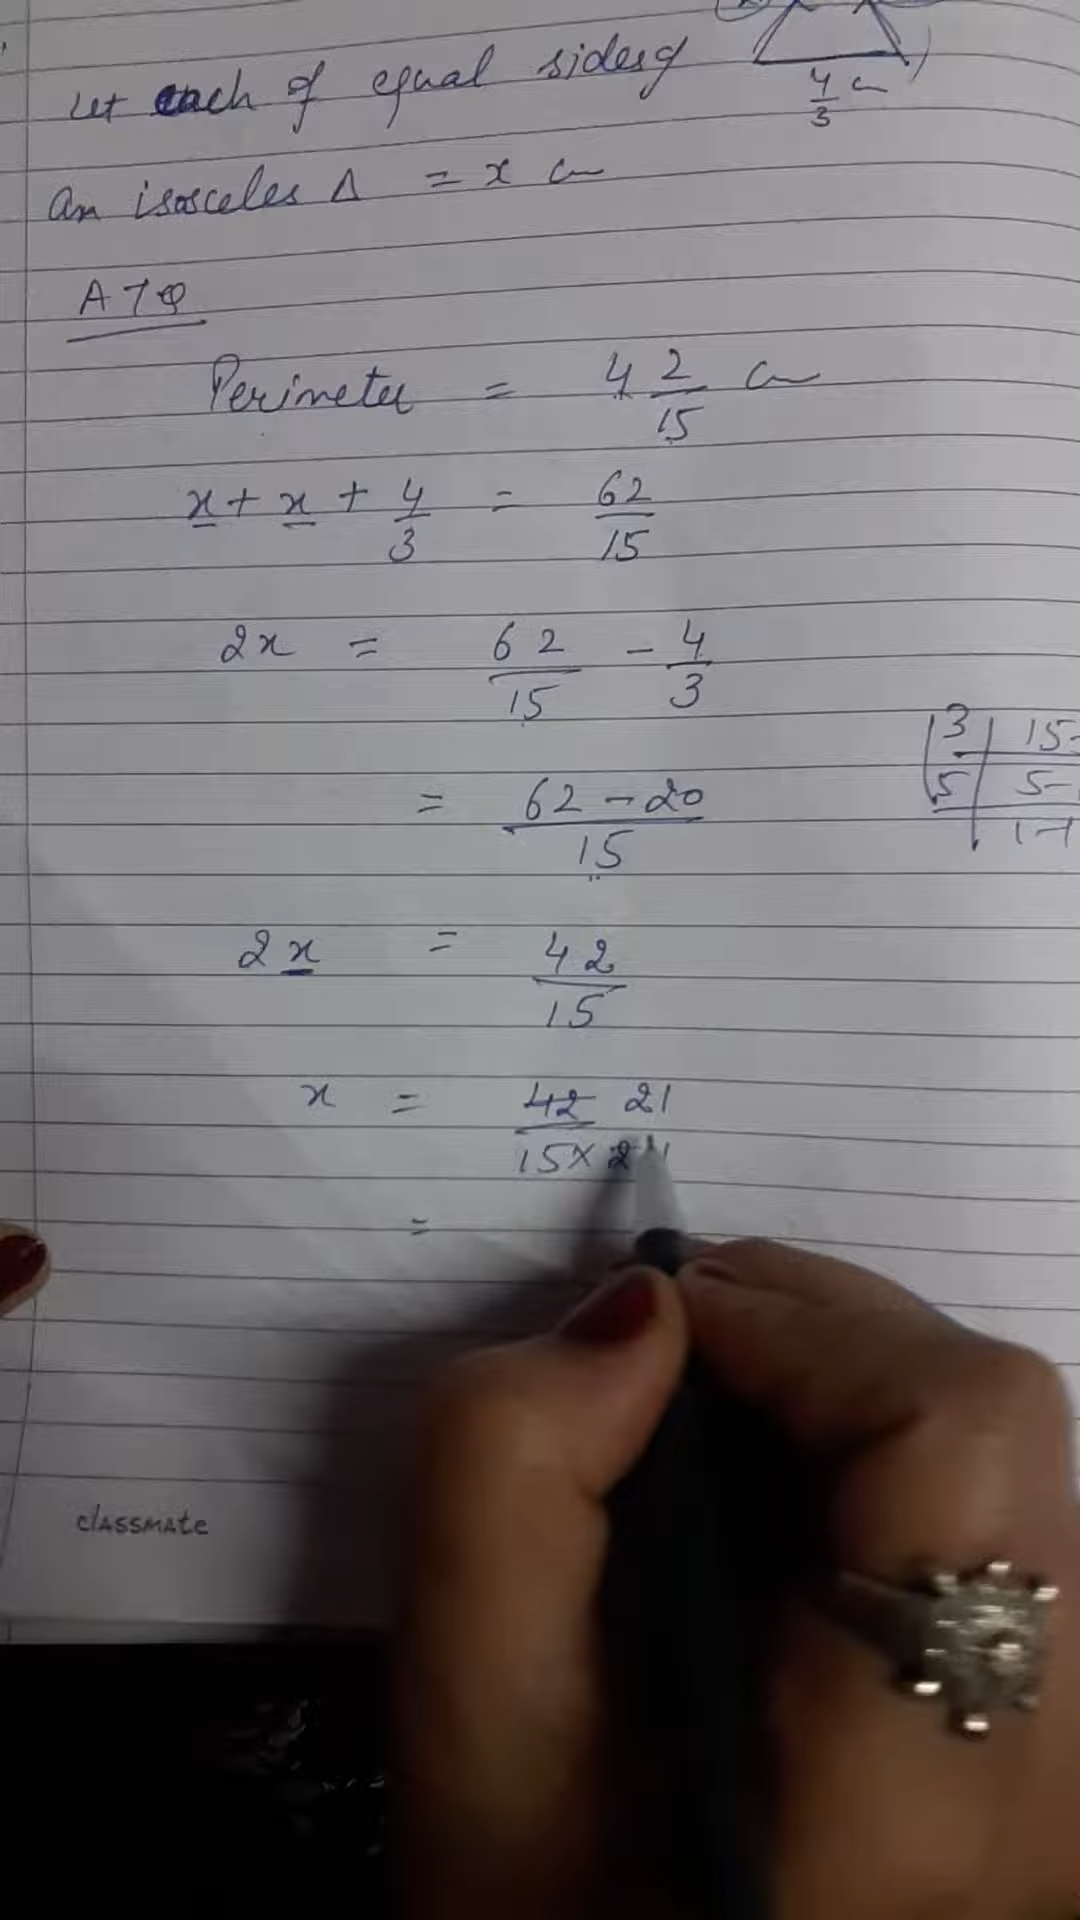 Let each of equal sides of
4/3 cm
an isosceles Δ = x cm
ATQ
Perimeter = 4 2/15 cm
x + x + 4/3 = 62/15
2x = 62/15 - 4/3
3 | 15-
= 62 - 20/15
5 | 5-
1-1
2x = 42/15
x = 42 21/15 × 2 1
=
classmate